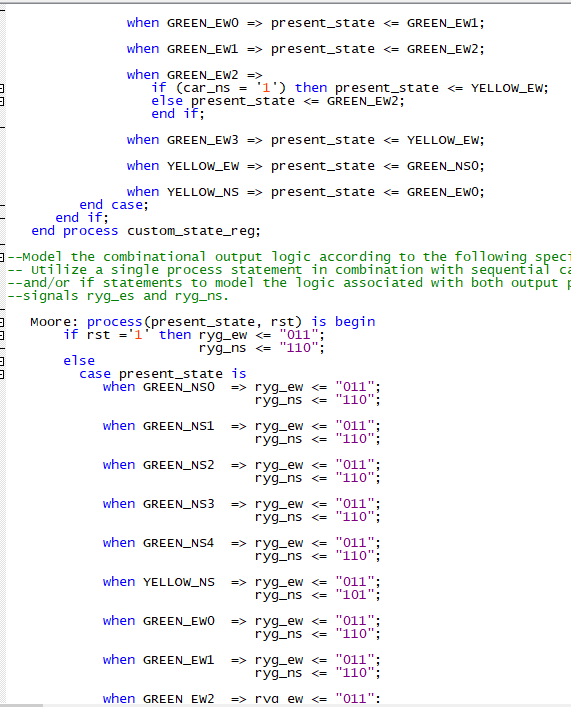 when GREEN_EW0 => present_state <= GREEN_EW1;
when GREEN_EW1 => present_state <= GREEN_EW2;
when GREEN_EW2 =>
if (car_ns = '1') then present_state <= YELLOW_EW;
else present_state <= GREEN_EW2;
end if;
when GREEN_EW3 => present_state <= YELLOW_EW;
when YELLOW_EW => present_state <= GREEN_NS0;
when YELLOW_NS => present_state <= GREEN_EW0;
end case;
end if;
end process custom_state_reg;
--Model the combinational output logic according to the following speci
-- Utilize a single process statement in combination with sequential ca
--and/or if statements to model the logic associated with both output p
--signals ryg_es and ryg_ns.
Moore: process(present_state, rst) is begin
if rst ='1' then ryg_ew <= "011";
ryg_ns <= "110";
else
case present_state is
when GREEN_NS0 => ryg_ew <= "011";
ryg_ns <= "110";
when GREEN_NS1 => ryg_ew <= "011";
ryg_ns <= "110";
when GREEN_NS2 => ryg_ew <= "011";
ryg_ns <= "110";
when GREEN_NS3 => ryg_ew <= "011";
ryg_ns <= "110";
when GREEN_NS4 => ryg_ew <= "011";
ryg_ns <= "110";
when YELLOW_NS => ryg_ew <= "011";
ryg_ns <= "101";
when GREEN_EW0 => ryg_ew <= "011";
ryg_ns <= "110";
when GREEN_EW1 => ryg_ew <= "011";
ryg_ns <= "110";
when GREEN_EW2 => ryg_ew <= "011";